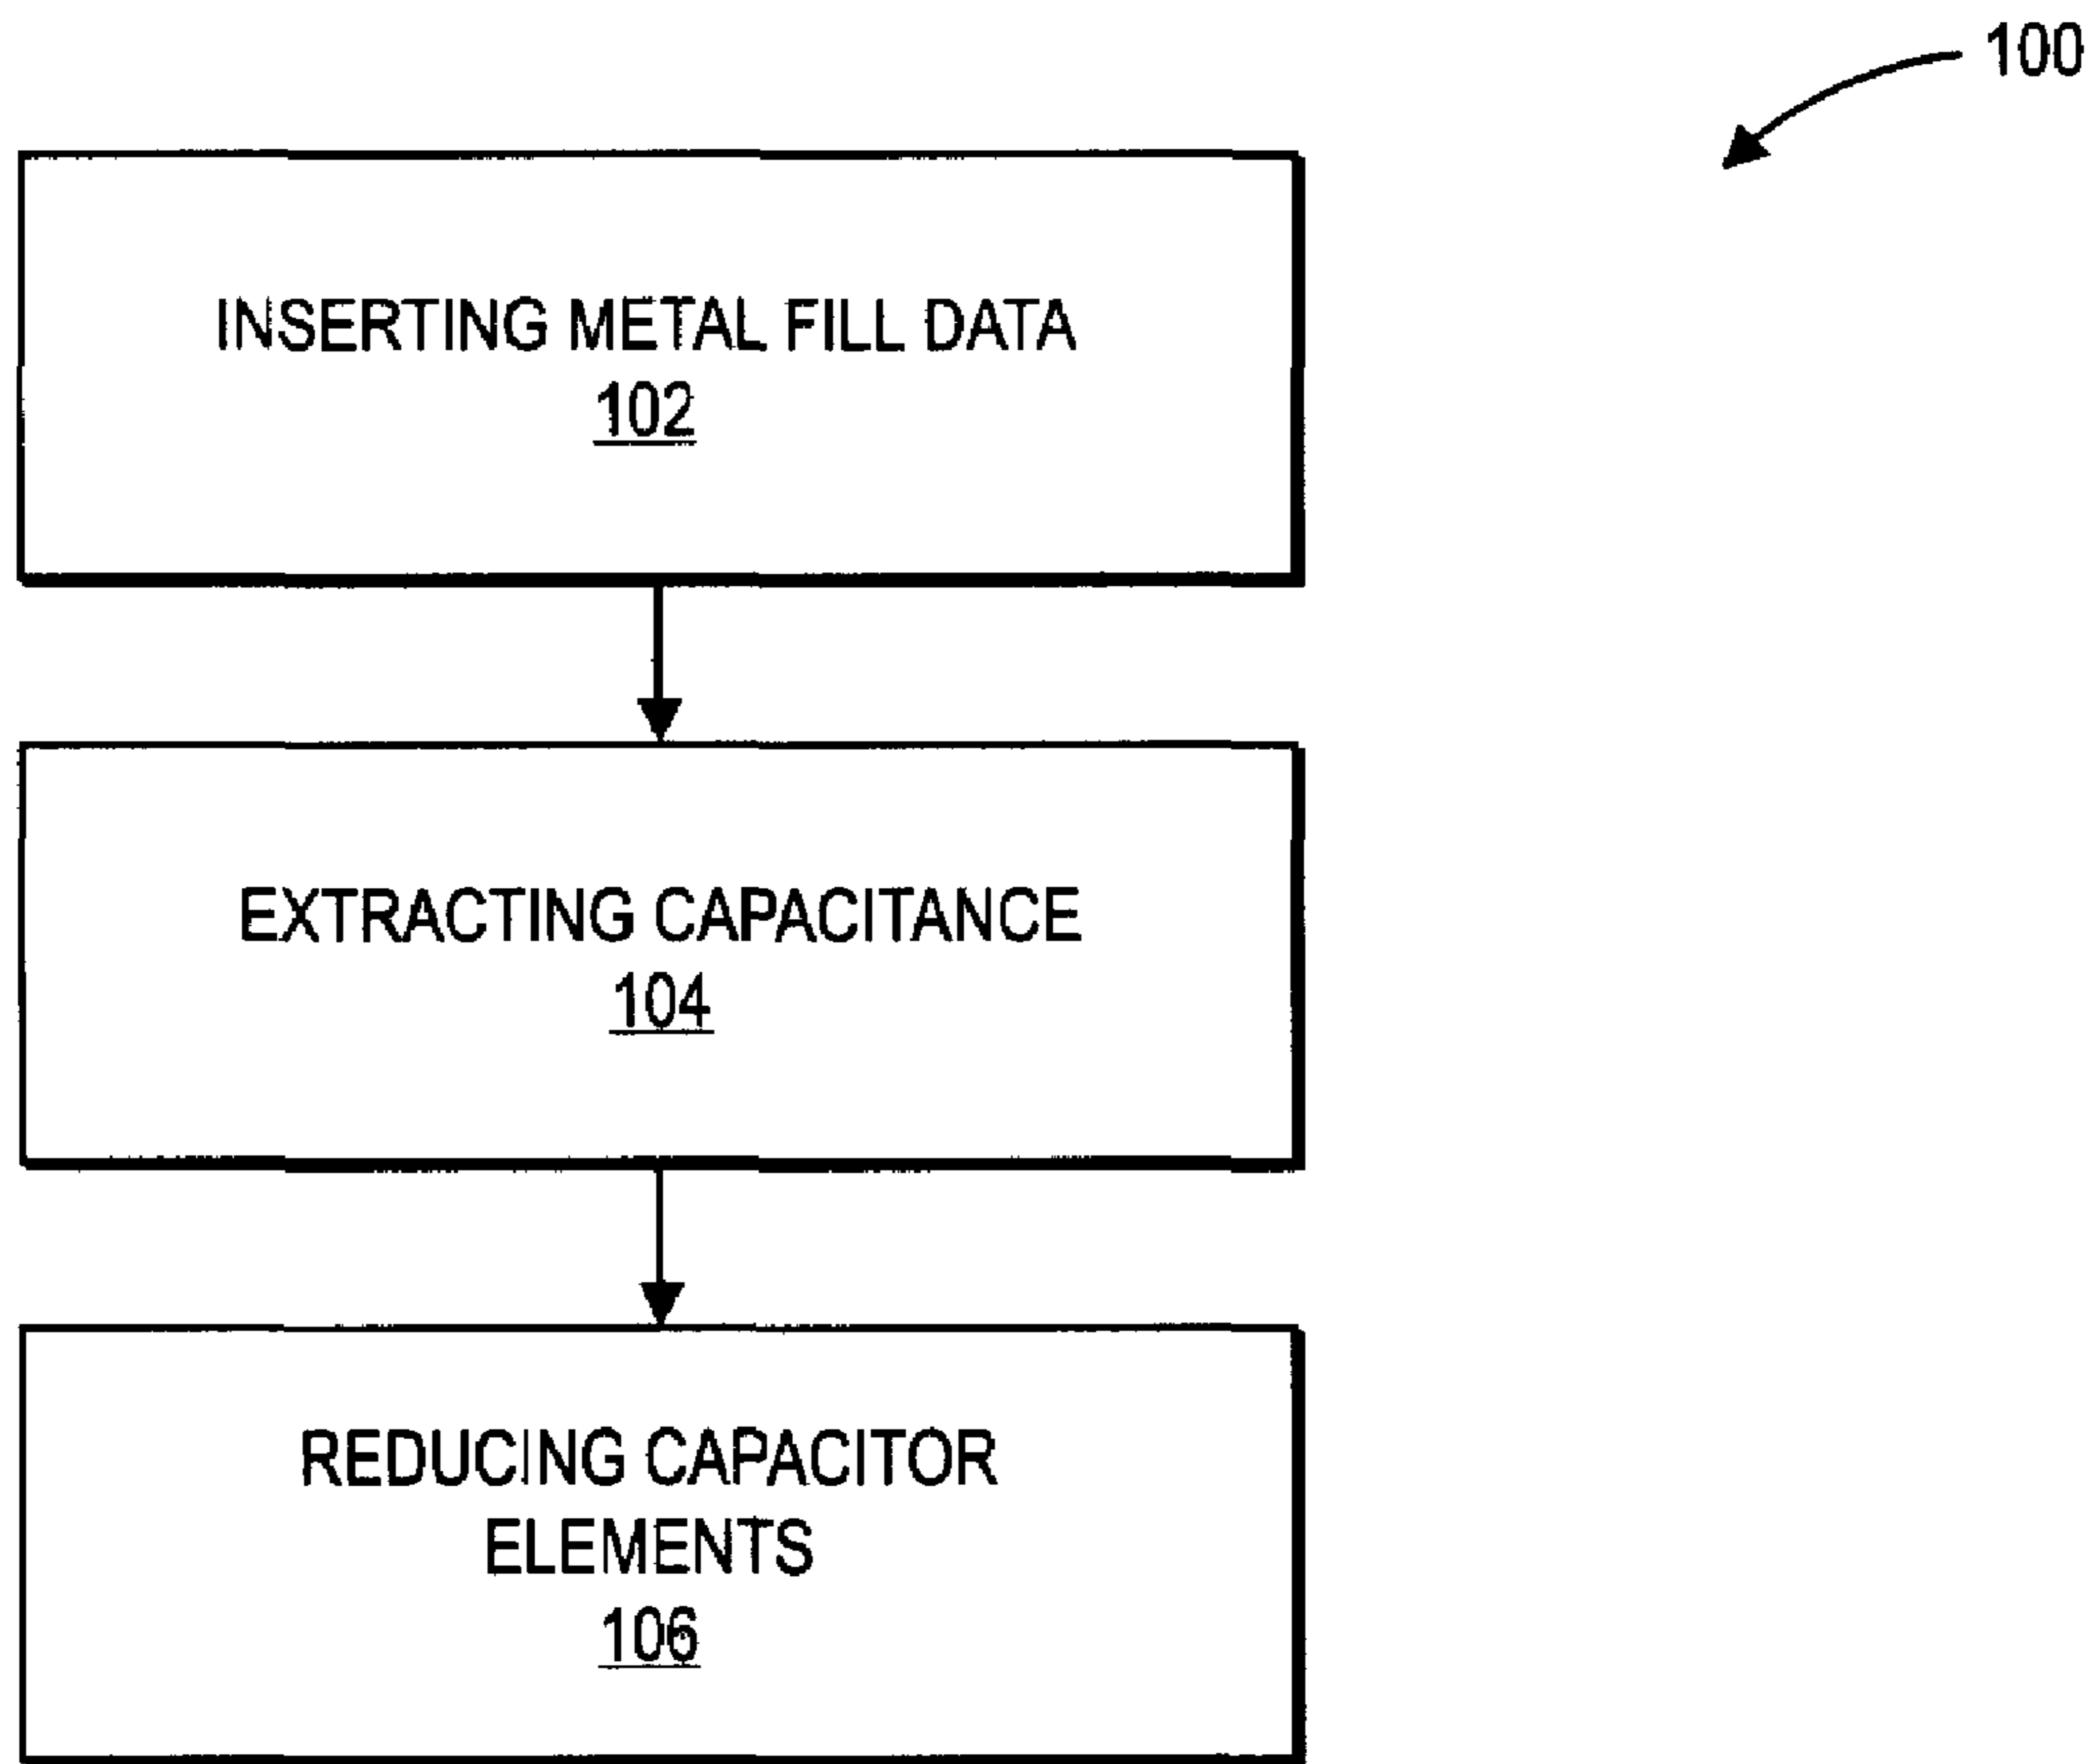 100
INSERTING METAL FILL DATA
102
EXTRACTING CAPACITANCE
104
REDUCING CAPACITOR
ELEMENTS
106